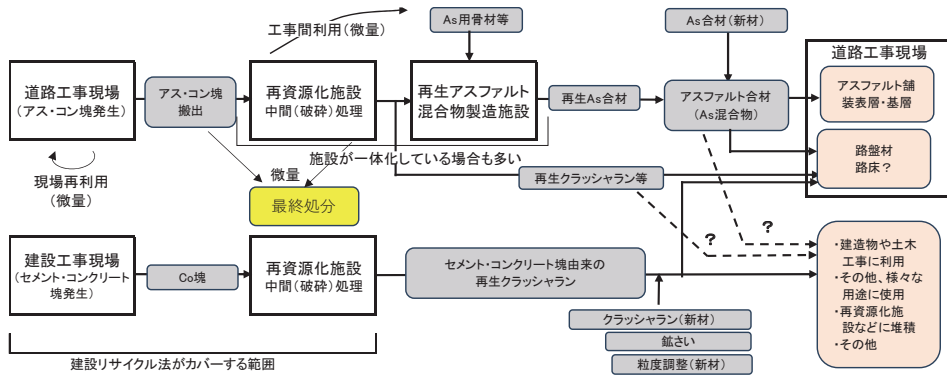 工事間利用(微量)
As用骨材等
As合材(新材)
道路工事現場
道路工事現場
(アス・コン塊発生)
アス・コン塊
搬出
再資源化施設
中間(破砕)処理
再生アスファルト
混合物製造施設
再生As合材
アスファルト合材
(As混合物)
アスファルト舗
装表層・基層
路盤材
路床?
施設が一体化している場合も多い
現場再利用
(微量)
微量
最終処分
再生クラッシャラン等
?
?
建設工事現場
(セメント・コンクリート
塊発生)
Co塊
再資源化施設
中間(破砕)処理
セメント・コンクリート塊由来の
再生クラッシャラン
・建造物や土木
工事に利用
・その他、様々な
用途に使用
・再資源化施
設などに堆積
・その他
クラッシャラン(新材)
鉱さい
粒度調整(新材)
建設リサイクル法がカバーする範囲